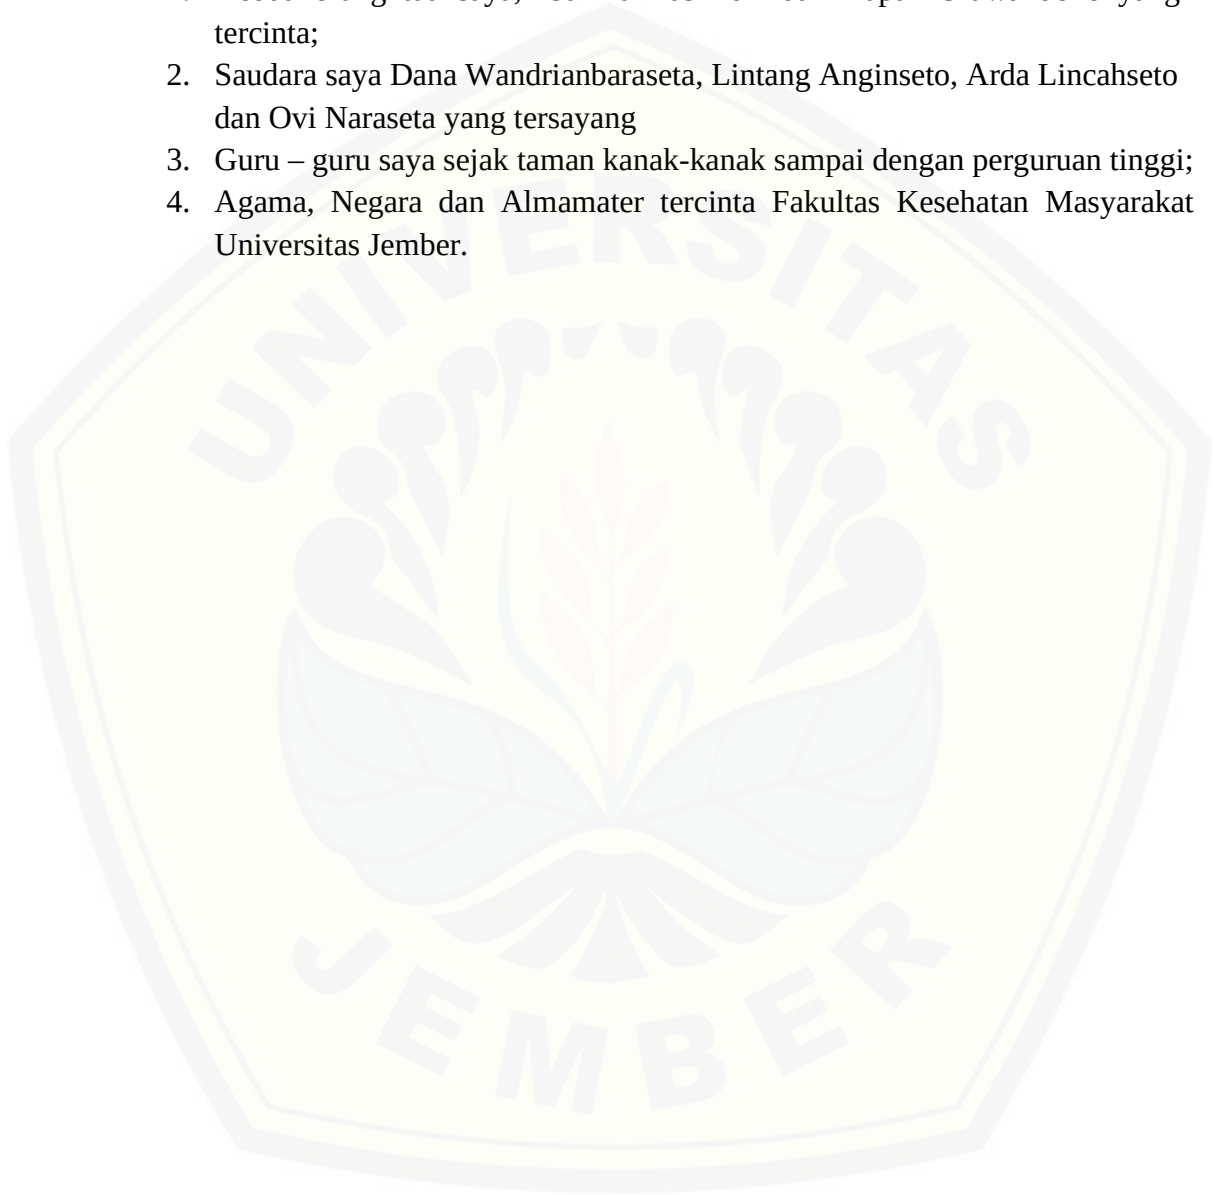 tercinta;
2. Saudara saya Dana Wandrianbaraseta, Lintang Anginseto, Arda Lincahseto
dan Ovi Naraseta yang tersayang
3. Guru – guru saya sejak taman kanak-kanak sampai dengan perguruan tinggi;
4. Agama, Negara dan Almamater tercinta Fakultas Kesehatan Masyarakat
Universitas Jember.
UNIVERSITAS
JEMBER